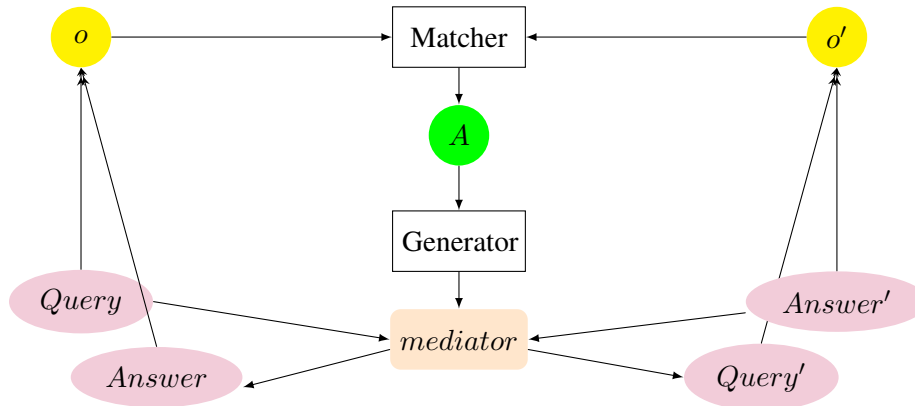 o
Matcher
o′
A
Generator
Query
Answer′
mediator
Answer
Query′